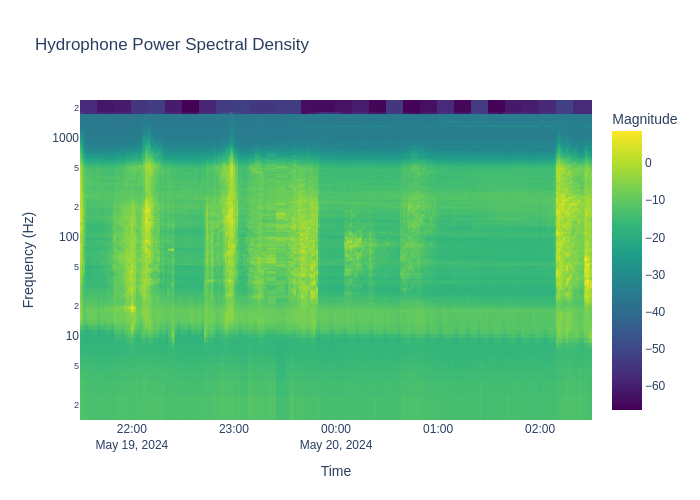 Hydrophone Power Spectral Density
Magnitude
0
−10
−20
−30
−40
−50
−60
Frequency (Hz)
2
1000
5
2
100
5
2
10
5
2
22:00 23:00 00:00 01:00 02:00
May 19, 2024 May 20, 2024
Time